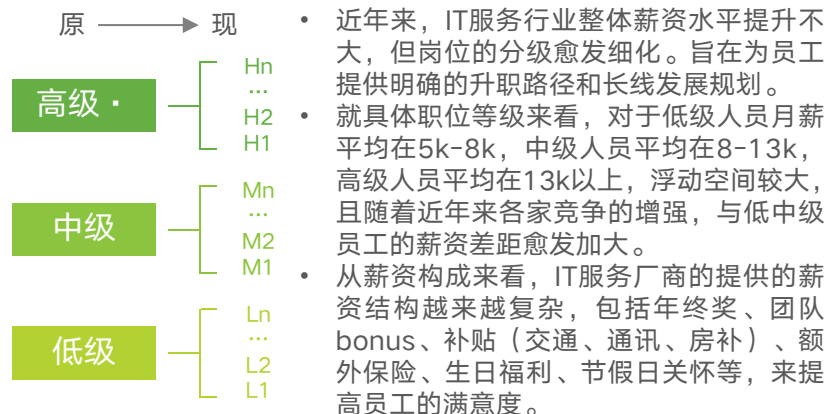 原 现
高级·
Hn
…
H2
H1
中级
Mn
…
M2
M1
低级
Ln
…
L2
L1
• 近年来，IT服务行业整体薪资水平提升不
大，但岗位的分级愈发细化。旨在为员工
提供明确的升职路径和长线发展规划。
• 就具体职位等级来看，对于低级人员月薪
平均在5k-8k，中级人员平均在8-13k，
高级人员平均在13k以上，浮动空间较大，
且随着近年来各家竞争的增强，与低中级
员工的薪资差距愈发加大。
• 从薪资构成来看，IT服务厂商的提供的薪
资结构越来越复杂，包括年终奖、团队
bonus、补贴（交通、通讯、房补）、额
外保险、生日福利、节假日关怀等，来提
高员工的满意度。